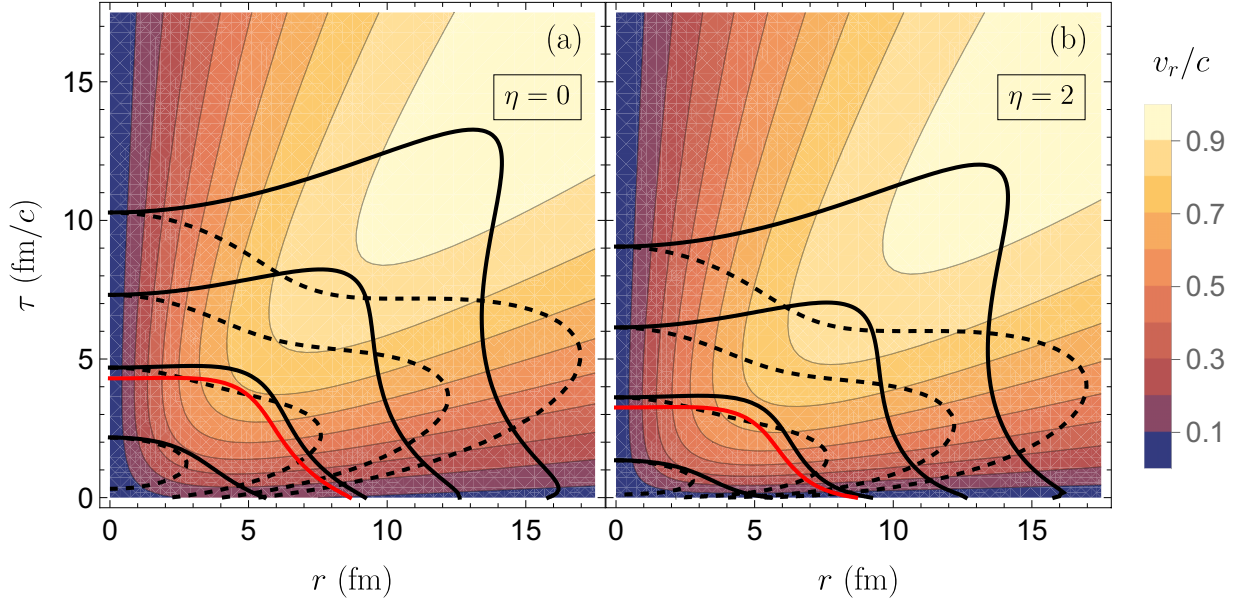 (a)
η = 0
(b)
η = 2
v_r/c
0.9
0.7
0.5
0.3
0.1
τ (fm/c)
15
10
5
0
0 5 10 15
0 5 10 15
r (fm)
r (fm)